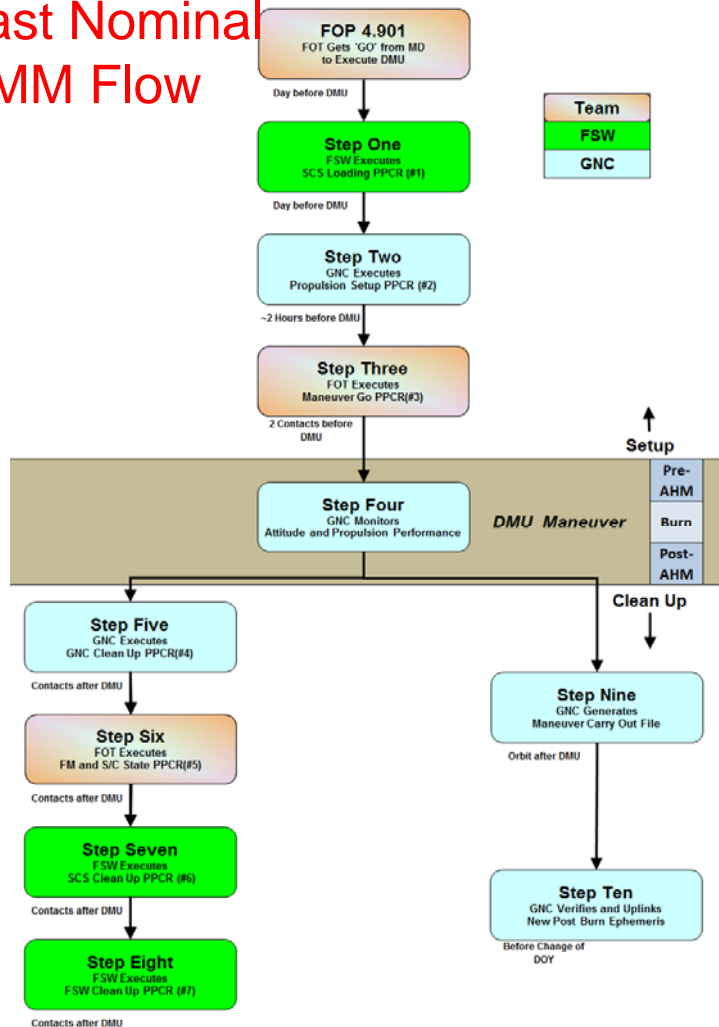 ast Nominal
MM Flow
FOP 4.901
FOT Gets 'GO' from MD
to Execute DMU
Day before DMU
Team
FSW
GNC
Step One
FSW Executes
SCS Loading PPCR (#1)
Day before DMU
Step Two
GNC Executes
Propulsion Setup PPCR (#2)
~2 Hours before DMU
Step Three
FOT Executes
Maneuver Go PPCR(#3)
2 Contacts before
DMU
Setup
Pre-
AHM
Step Four
GNC Monitors
Attitude and Propulsion Performance
DMU Maneuver
Burn
Post-
AHM
Clean Up
Step Five
GNC Executes
GNC Clean Up PPCR(#4)
Contacts after DMU
Step Six
FOT Executes
FM and S/C State PPCR(#5)
Contacts after DMU
Step Seven
FSW Executes
SCS Clean Up PPCR (#6)
Contacts after DMU
Step Eight
FSW Executes
FSW Clean Up PPCR (#7)
Contacts after DMU
Step Nine
GNC Generates
Maneuver Carry Out File
Orbit after DMU
Step Ten
GNC Verifies and Uplinks
New Post Burn Ephemeris
Before Change of
DOY